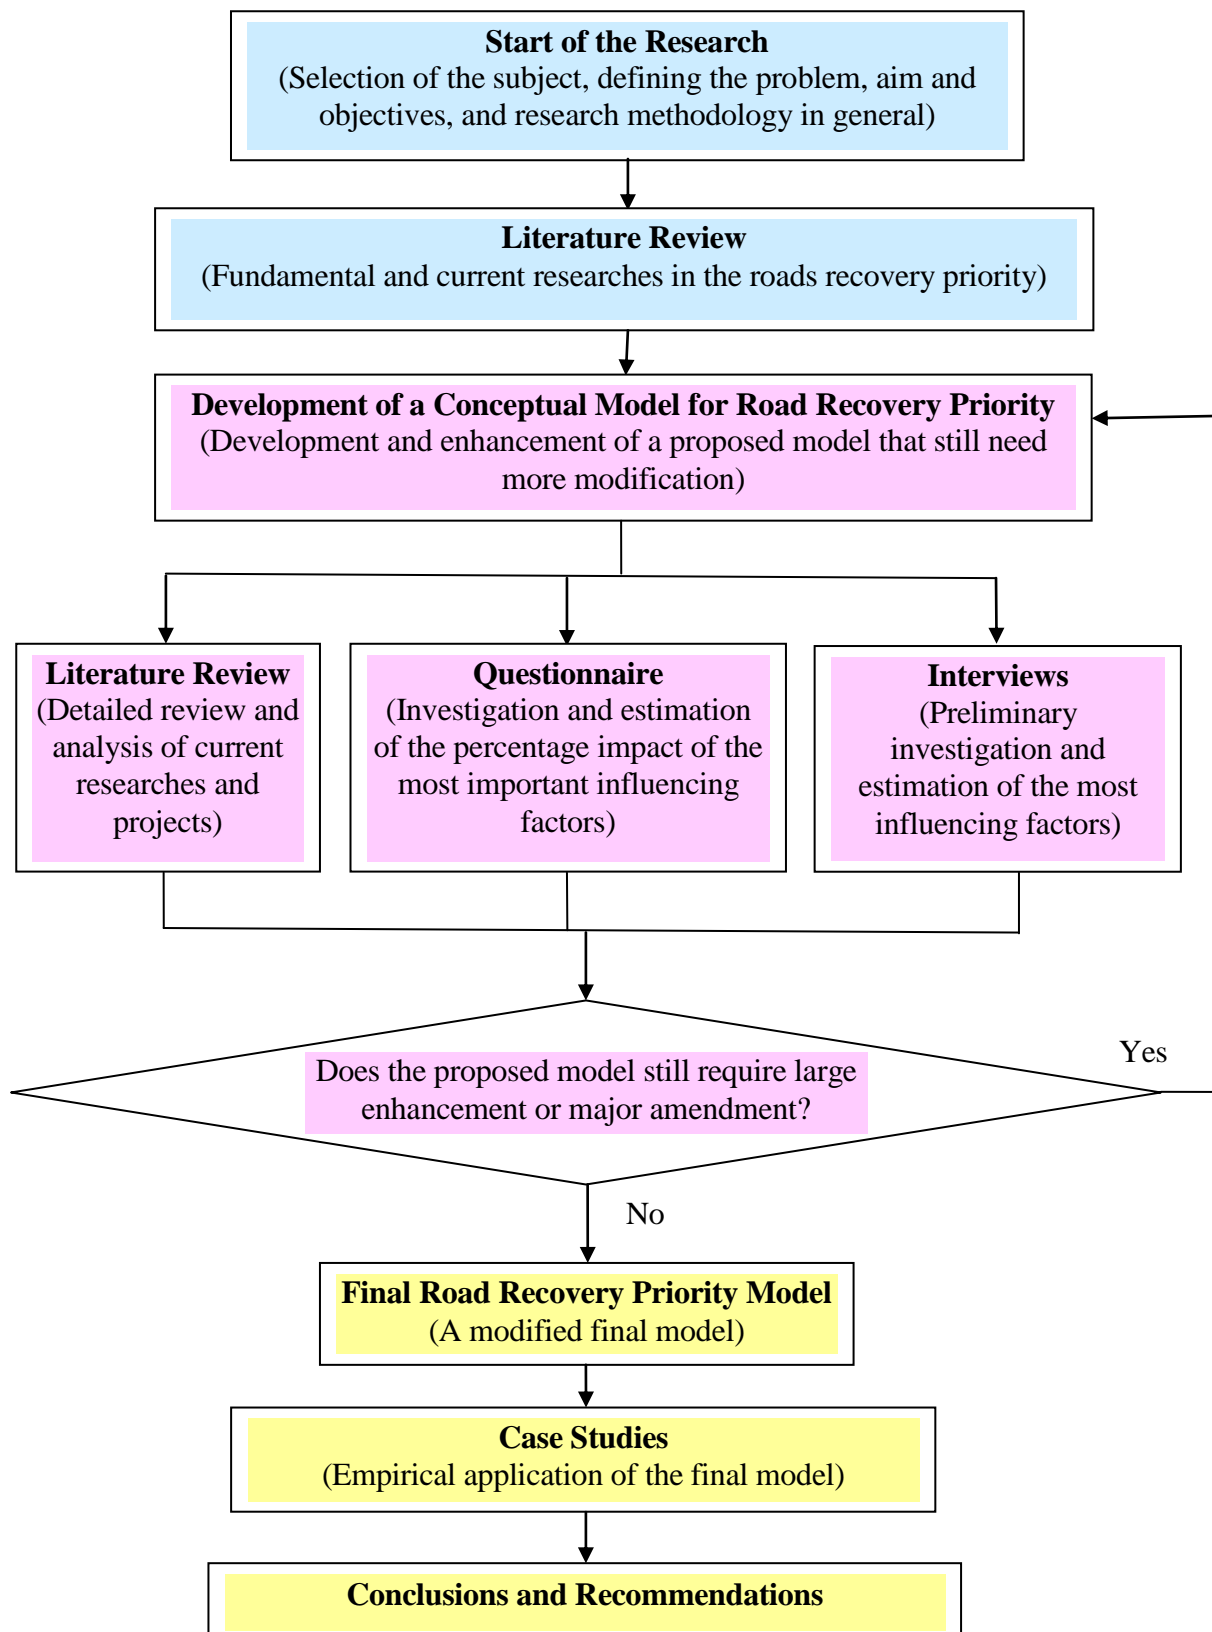 Start of the Research
(Selection of the subject, defining the problem, aim and
objectives, and research methodology in general)
Literature Review
(Fundamental and current researches in the roads recovery priority)
Development of a Conceptual Model for Road Recovery Priority
(Development and enhancement of a proposed model that still need
more modification)
Literature Review
(Detailed review and
analysis of current
researches and
projects)
Questionnaire
(Investigation and estimation
of the percentage impact of the
most important influencing
factors)
Interviews
(Preliminary
investigation and
estimation of the most
influencing factors)
Does the proposed model still require large
enhancement or major amendment?
Yes
No
Final Road Recovery Priority Model
(A modified final model)
Case Studies
(Empirical application of the final model)
Conclusions and Recommendations